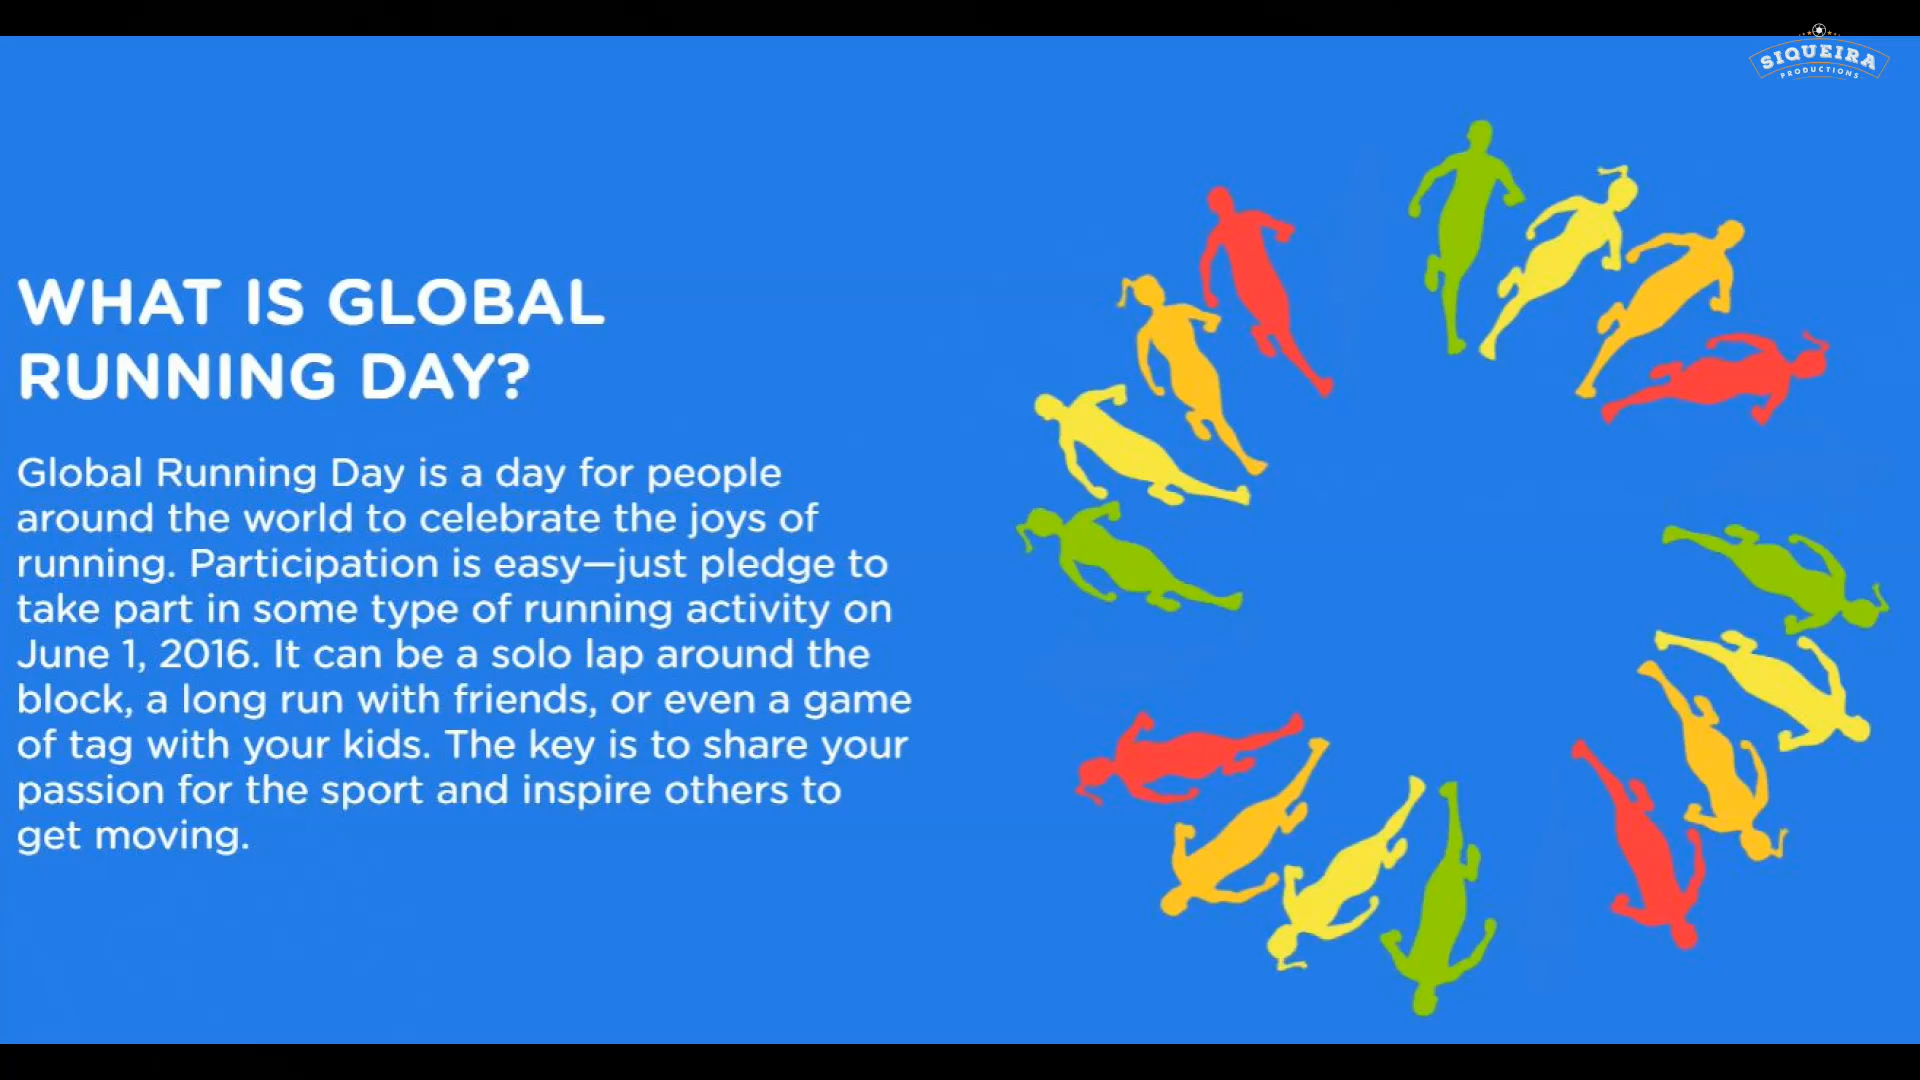 SIQUEIRA
PRODUCTIONS
WHAT IS GLOBAL
RUNNING DAY?
Global Running Day is a day for people
around the world to celebrate the joys of
running. Participation is easy—just pledge to
take part in some type of running activity on
June 1, 2016. It can be a solo lap around the
block, a long run with friends, or even a game
of tag with your kids. The key is to share your
passion for the sport and inspire others to
get moving.